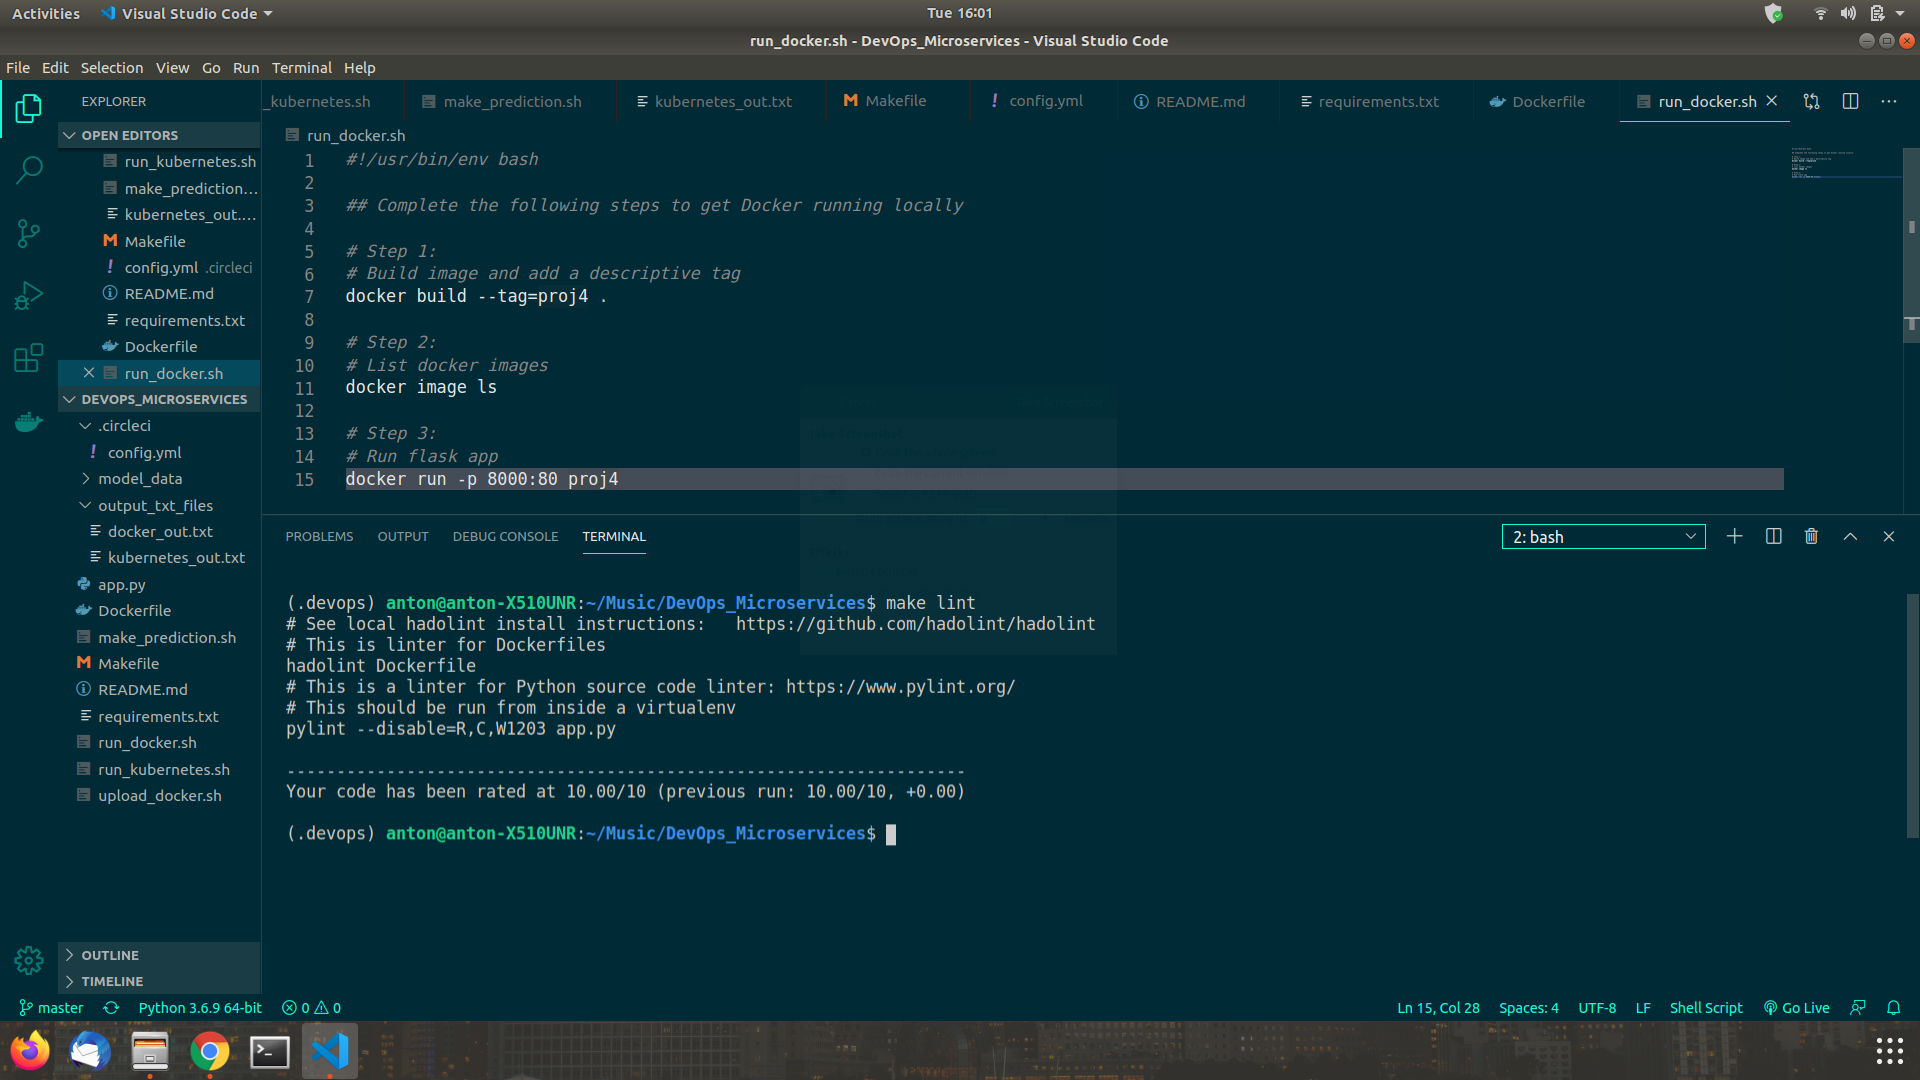 Activities Visual Studio Code Tue 16:01
run_docker.sh - DevOps_Microservices - Visual Studio Code
File Edit Selection View Go Run Terminal Help
EXPLORER
OPEN EDITORS
run_kubernetes.sh
make_prediction...
kubernetes_out....
Makefile
config.yml .circleci
README.md
requirements.txt
Dockerfile
run_docker.sh
DEVOPS_MICROSERVICES
.circleci
config.yml
model_data
output_txt_files
docker_out.txt
kubernetes_out.txt
app.py
Dockerfile
make_prediction.sh
Makefile
README.md
requirements.txt
run_docker.sh
run_kubernetes.sh
upload_docker.sh
OUTLINE
TIMELINE
_kubernetes.sh make_prediction.sh kubernetes_out.txt Makefile config.yml README.md requirements.txt Dockerfile run_docker.sh
run_docker.sh
1 #!/usr/bin/env bash
2
3 ## Complete the following steps to get Docker running locally
4
5 # Step 1:
6 # Build image and add a descriptive tag
7 docker build --tag=proj4 .
8
9 # Step 2:
10 # List docker images
11 docker image ls
12
13 # Step 3:
14 # Run flask app
15 docker run -p 8000:80 proj4
PROBLEMS OUTPUT DEBUG CONSOLE TERMINAL 2: bash
(.devops) anton@anton-X510UNR:~/Music/DevOps_Microservices$ make lint
# See local hadolint install instructions:   https://github.com/hadolint/hadolint
# This is linter for Dockerfiles
hadolint Dockerfile
# This is a linter for Python source code linter: https://www.pylint.org/
# This should be run from inside a virtualenv
pylint --disable=R,C,W1203 app.py
--------------------------------------------------------------------
Your code has been rated at 10.00/10 (previous run: 10.00/10, +0.00)
(.devops) anton@anton-X510UNR:~/Music/DevOps_Microservices$
master Python 3.6.9 64-bit 0 0 Ln 15, Col 28 Spaces: 4 UTF-8 LF Shell Script Go Live